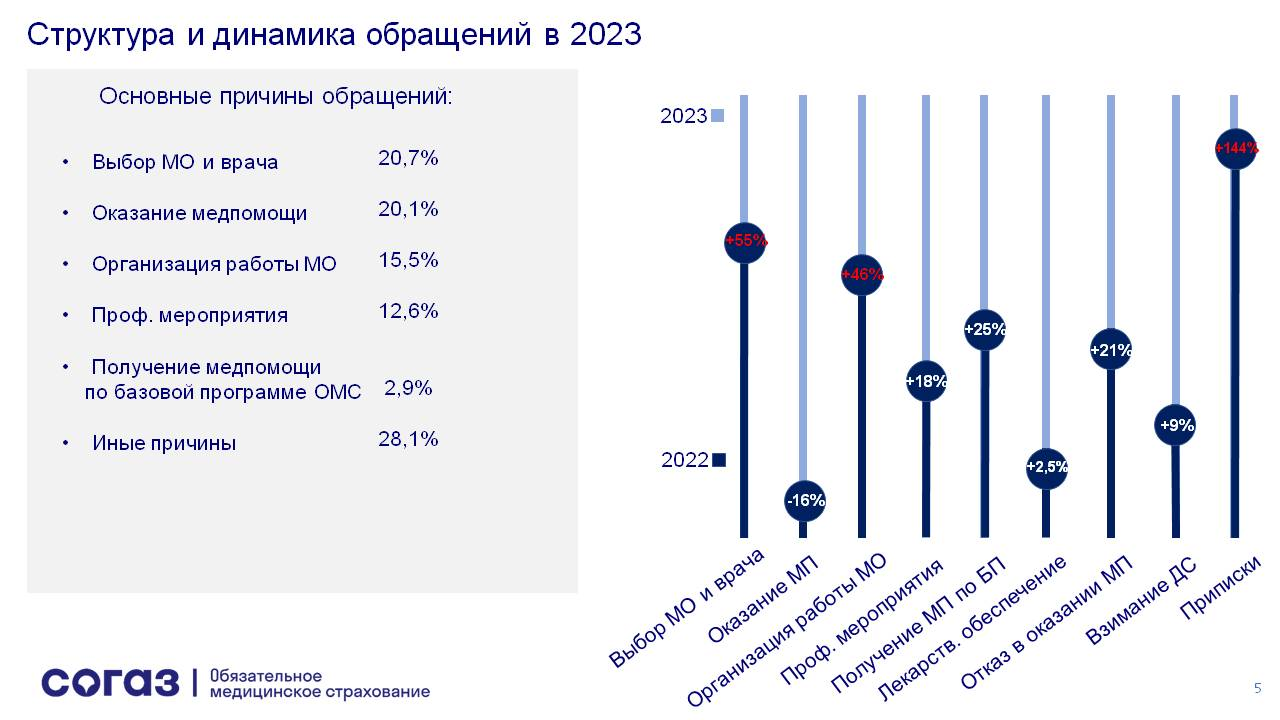 Структура и динамика обращений в 2023
Основные причины обращений:
• Выбор МО и врача 20,7%
• Оказание медпомощи 20,1%
• Организация работы МО 15,5%
• Проф. мероприятия 12,6%
• Получение медпомощи
по базовой программе ОМС 2,9%
• Иные причины 28,1%
2023
2022
+55%
-16%
+46%
+18%
+25%
+2,5%
+21%
+9%
+144%
Выбор МО и врача
Оказание МП
Организация работы МО
Проф. мероприятия
Получение МП по БП
Лекарств. обеспечение
Отказ в оказании МП
Взимание ДС
Приписки
согаз | Обязательное
медицинское страхование
5